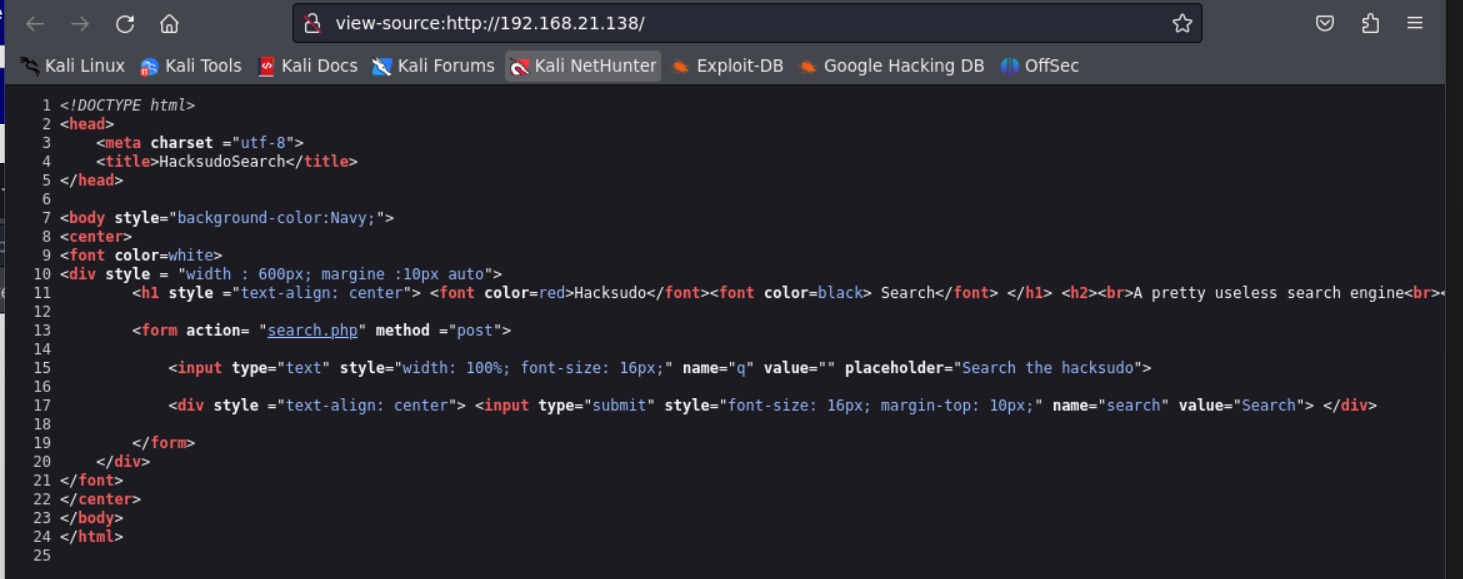 view-source:http://192.168.21.138/
Kali Linux Kali Tools Kali Docs Kali Forums Kali NetHunter Exploit-DB Google Hacking DB OffSec
1 <!DOCTYPE html>
2 <head>
3     <meta charset ="utf-8">
4     <title>HacksudoSearch</title>
5 </head>
6
7 <body style="background-color:Navy;">
8 <center>
9 <font color=white>
10 <div style = "width : 600px; margine :10px auto">
11         <h1 style ="text-align: center"> <font color=red>Hacksudo</font><font color=black> Search</font> </h1> <h2><br>A pretty useless search engine<br><
12
13         <form action= "search.php" method ="post">
14
15             <input type="text" style="width: 100%; font-size: 16px;" name="q" value="" placeholder="Search the hacksudo">
16
17             <div style ="text-align: center"> <input type="submit" style="font-size: 16px; margin-top: 10px;" name="search" value="Search"> </div>
18
19         </form>
20     </div>
21 </font>
22 </center>
23 </body>
24 </html>
25